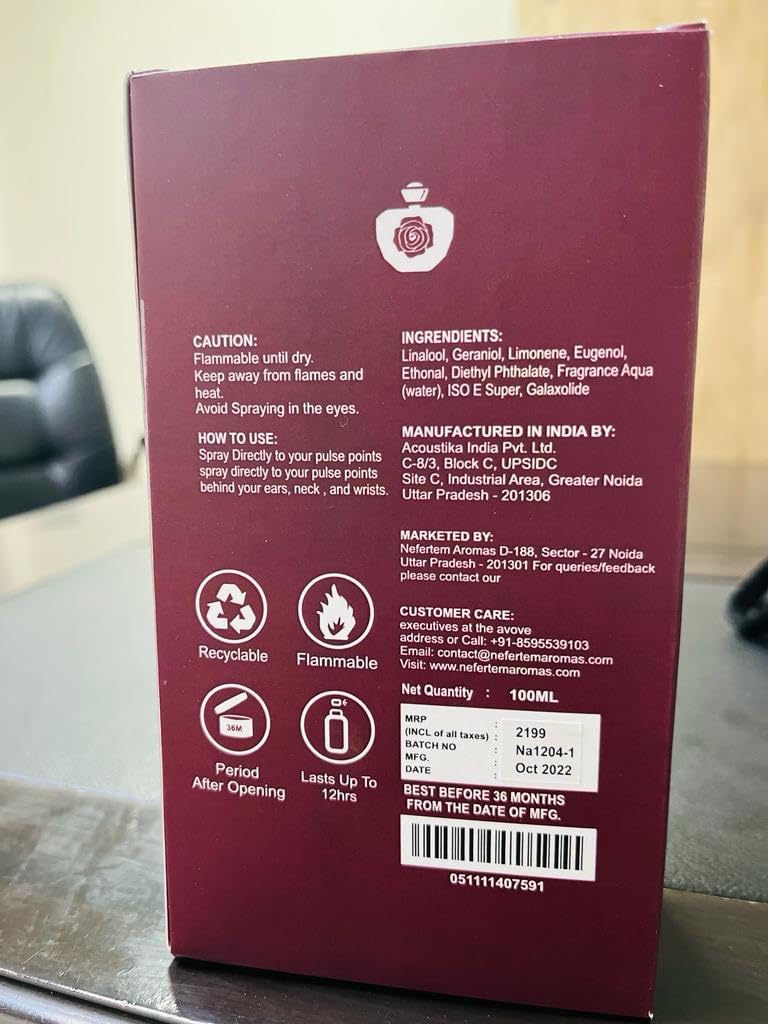 CAUTION:
Flammable until dry.
Keep away from flames and
heat.
Avoid Spraying in the eyes.
HOW TO USE:
Spray Directly to your pulse points
spray directly to your pulse points
behind your ears, neck , and wrists.
Recyclable
Flammable
36M
Period
After Opening
Lasts Up To
12hrs
INGRENDIENTS:
Linalool, Geraniol, Limonene, Eugenol,
Ethonal, Diethyl Phthalate, Fragrance Aqua
(water), ISO E Super, Galaxolide
MANUFACTURED IN INDIA BY:
Acoustika India Pvt. Ltd.
C-8/3, Block C, UPSIDC
Site C, Industrial Area, Greater Noida
Uttar Pradesh - 201306
MARKETED BY:
Nefertem Aromas D-188, Sector - 27 Noida
Uttar Pradesh - 201301 For queries/feedback
please contact our
CUSTOMER CARE:
executives at the avove
address or Call: +91-8595539103
Email: contact@nefertemaromas.com
Visit: www.nefertemaromas.com
Net Quantity : 100ML
MRP
(INCL of all taxes) : 2199
BATCH NO : Na1204-1
MFG.
DATE : Oct 2022
BEST BEFORE 36 MONTHS
FROM THE DATE OF MFG.
051111407591